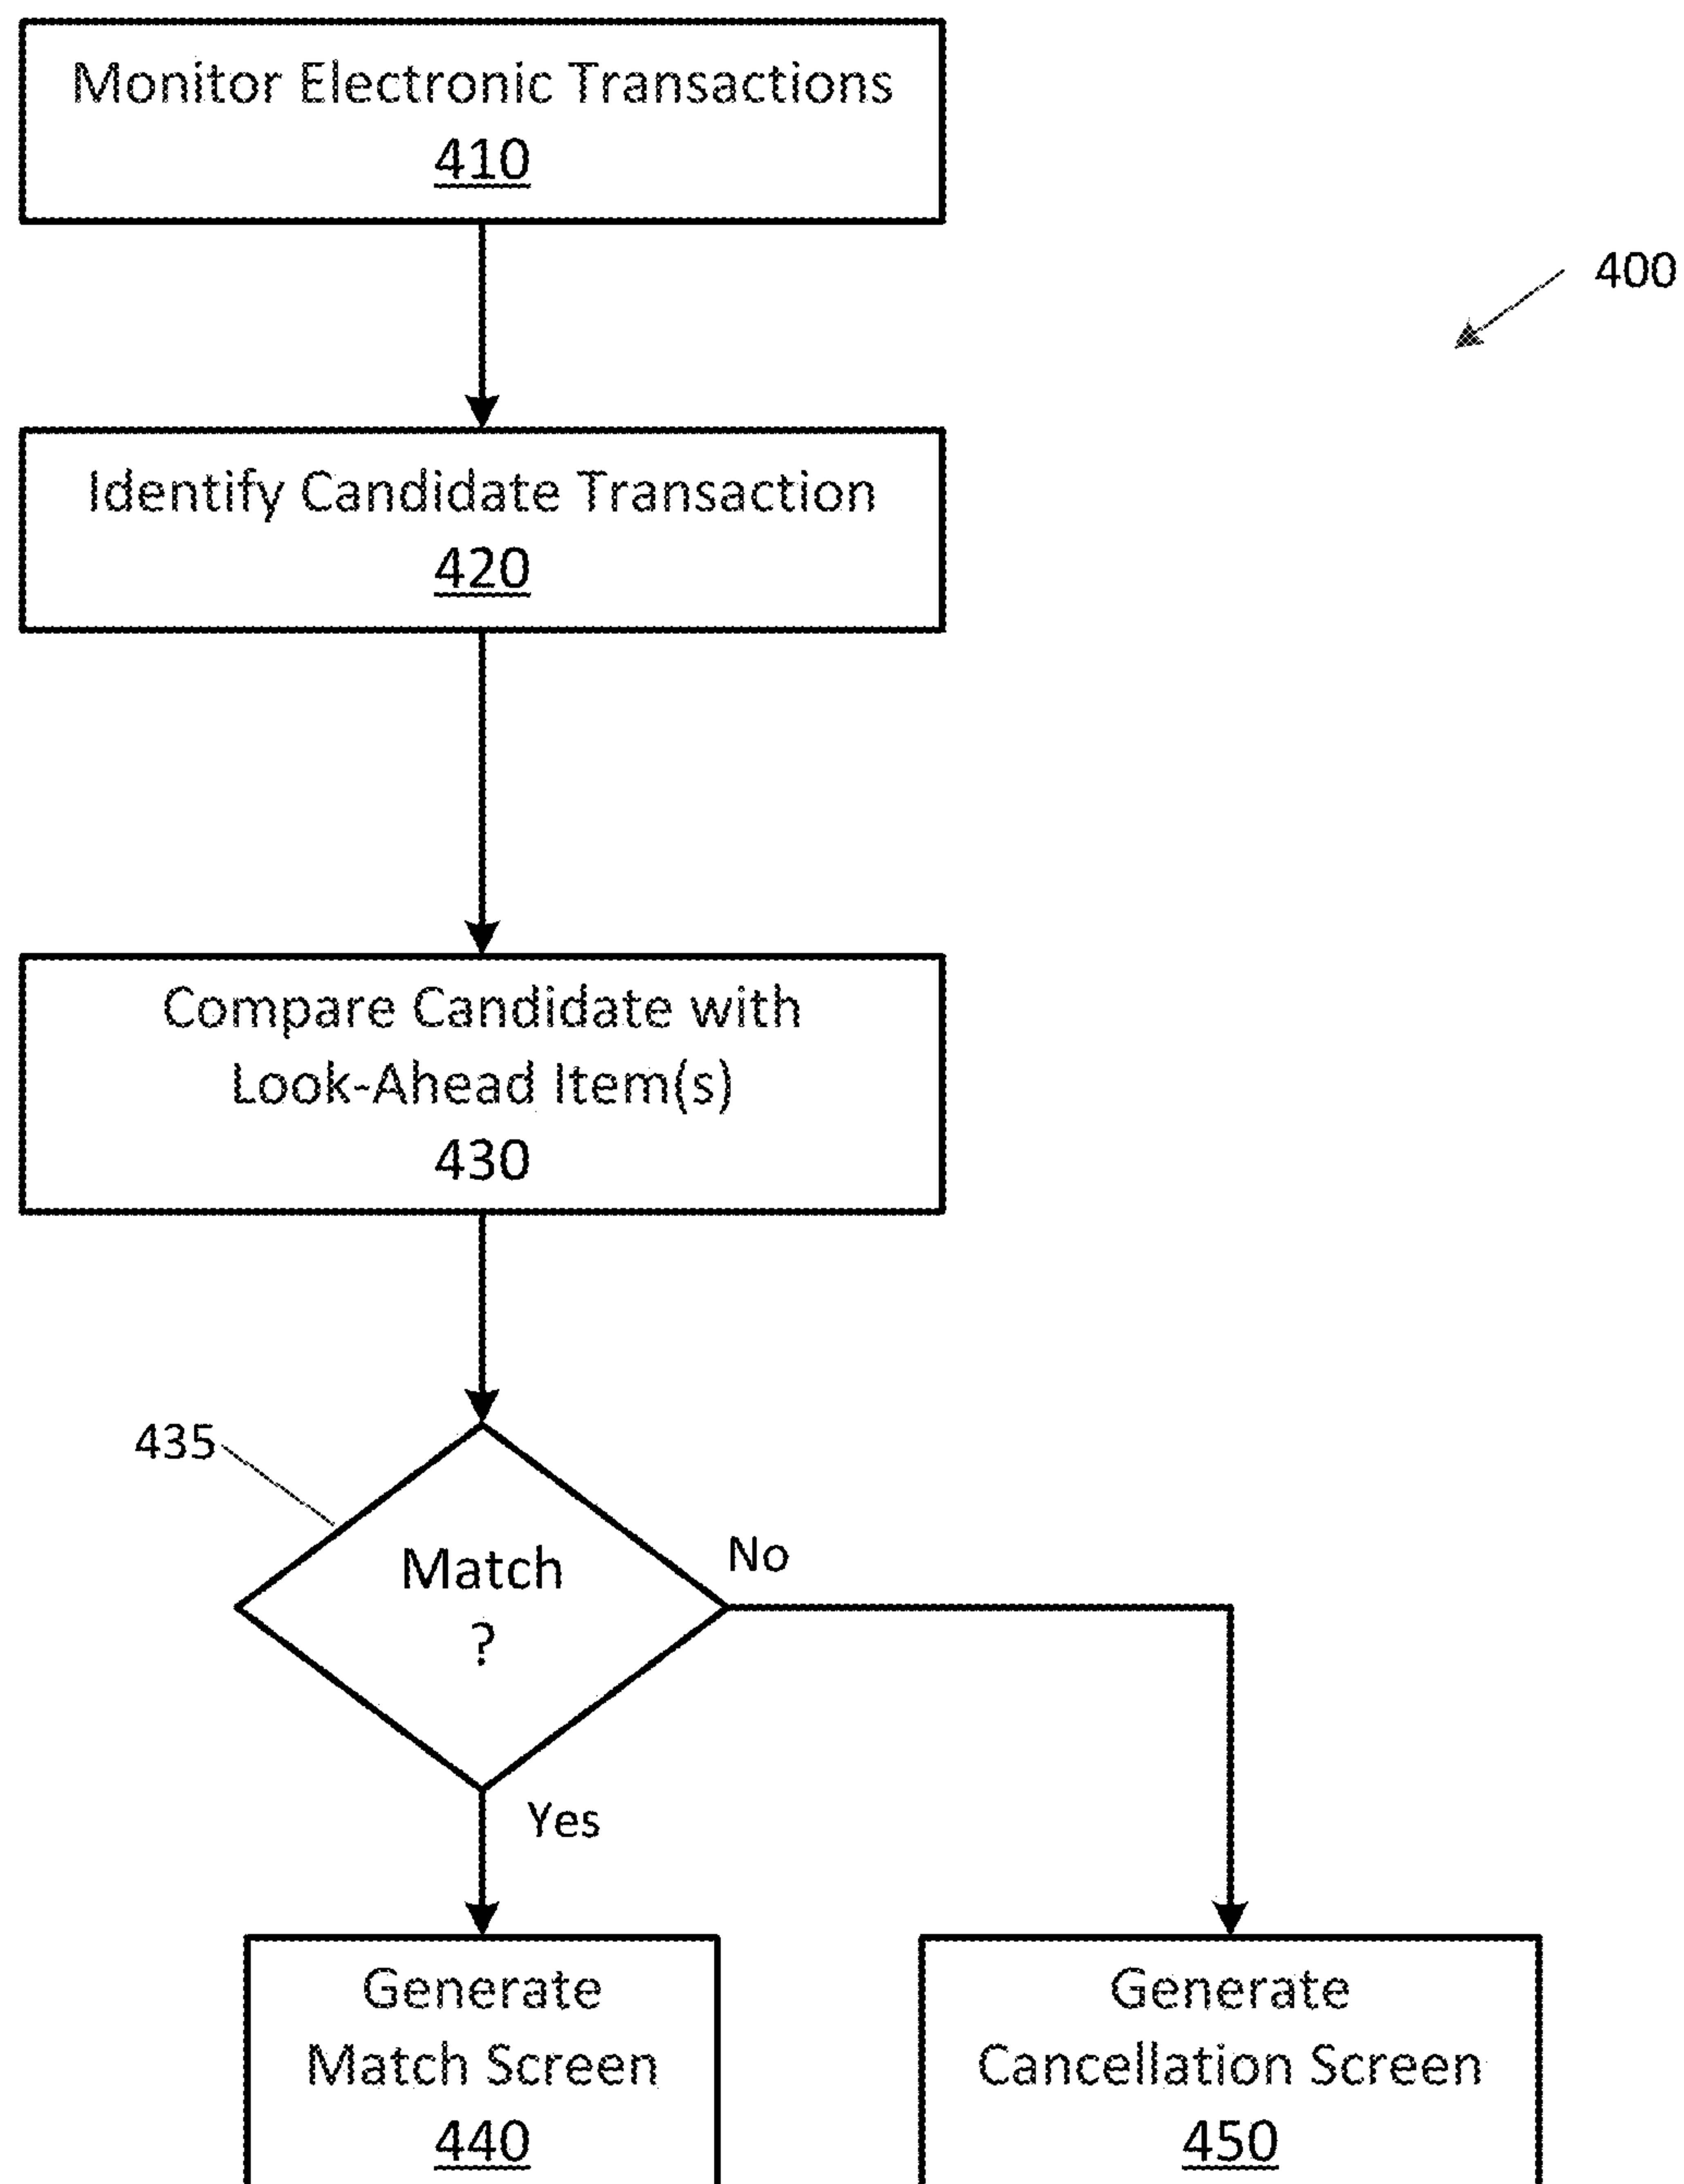 Monitor Electronic Transactions
410
400
Identify Candidate Transaction
420
Compare Candidate with
Look-Ahead Item(s)
430
435
Match
?
No
Yes
Generate
Match Screen
440
Generate
Cancellation Screen
450